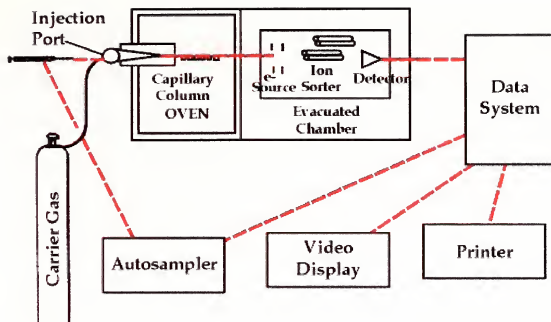 Injection
Port
Capillary
Column
OVEN
e-
Source
Ion
Sorter
Detector
Evacuated
Chamber
Data
System
Carrier Gas
Autosampler
Video
Display
Printer